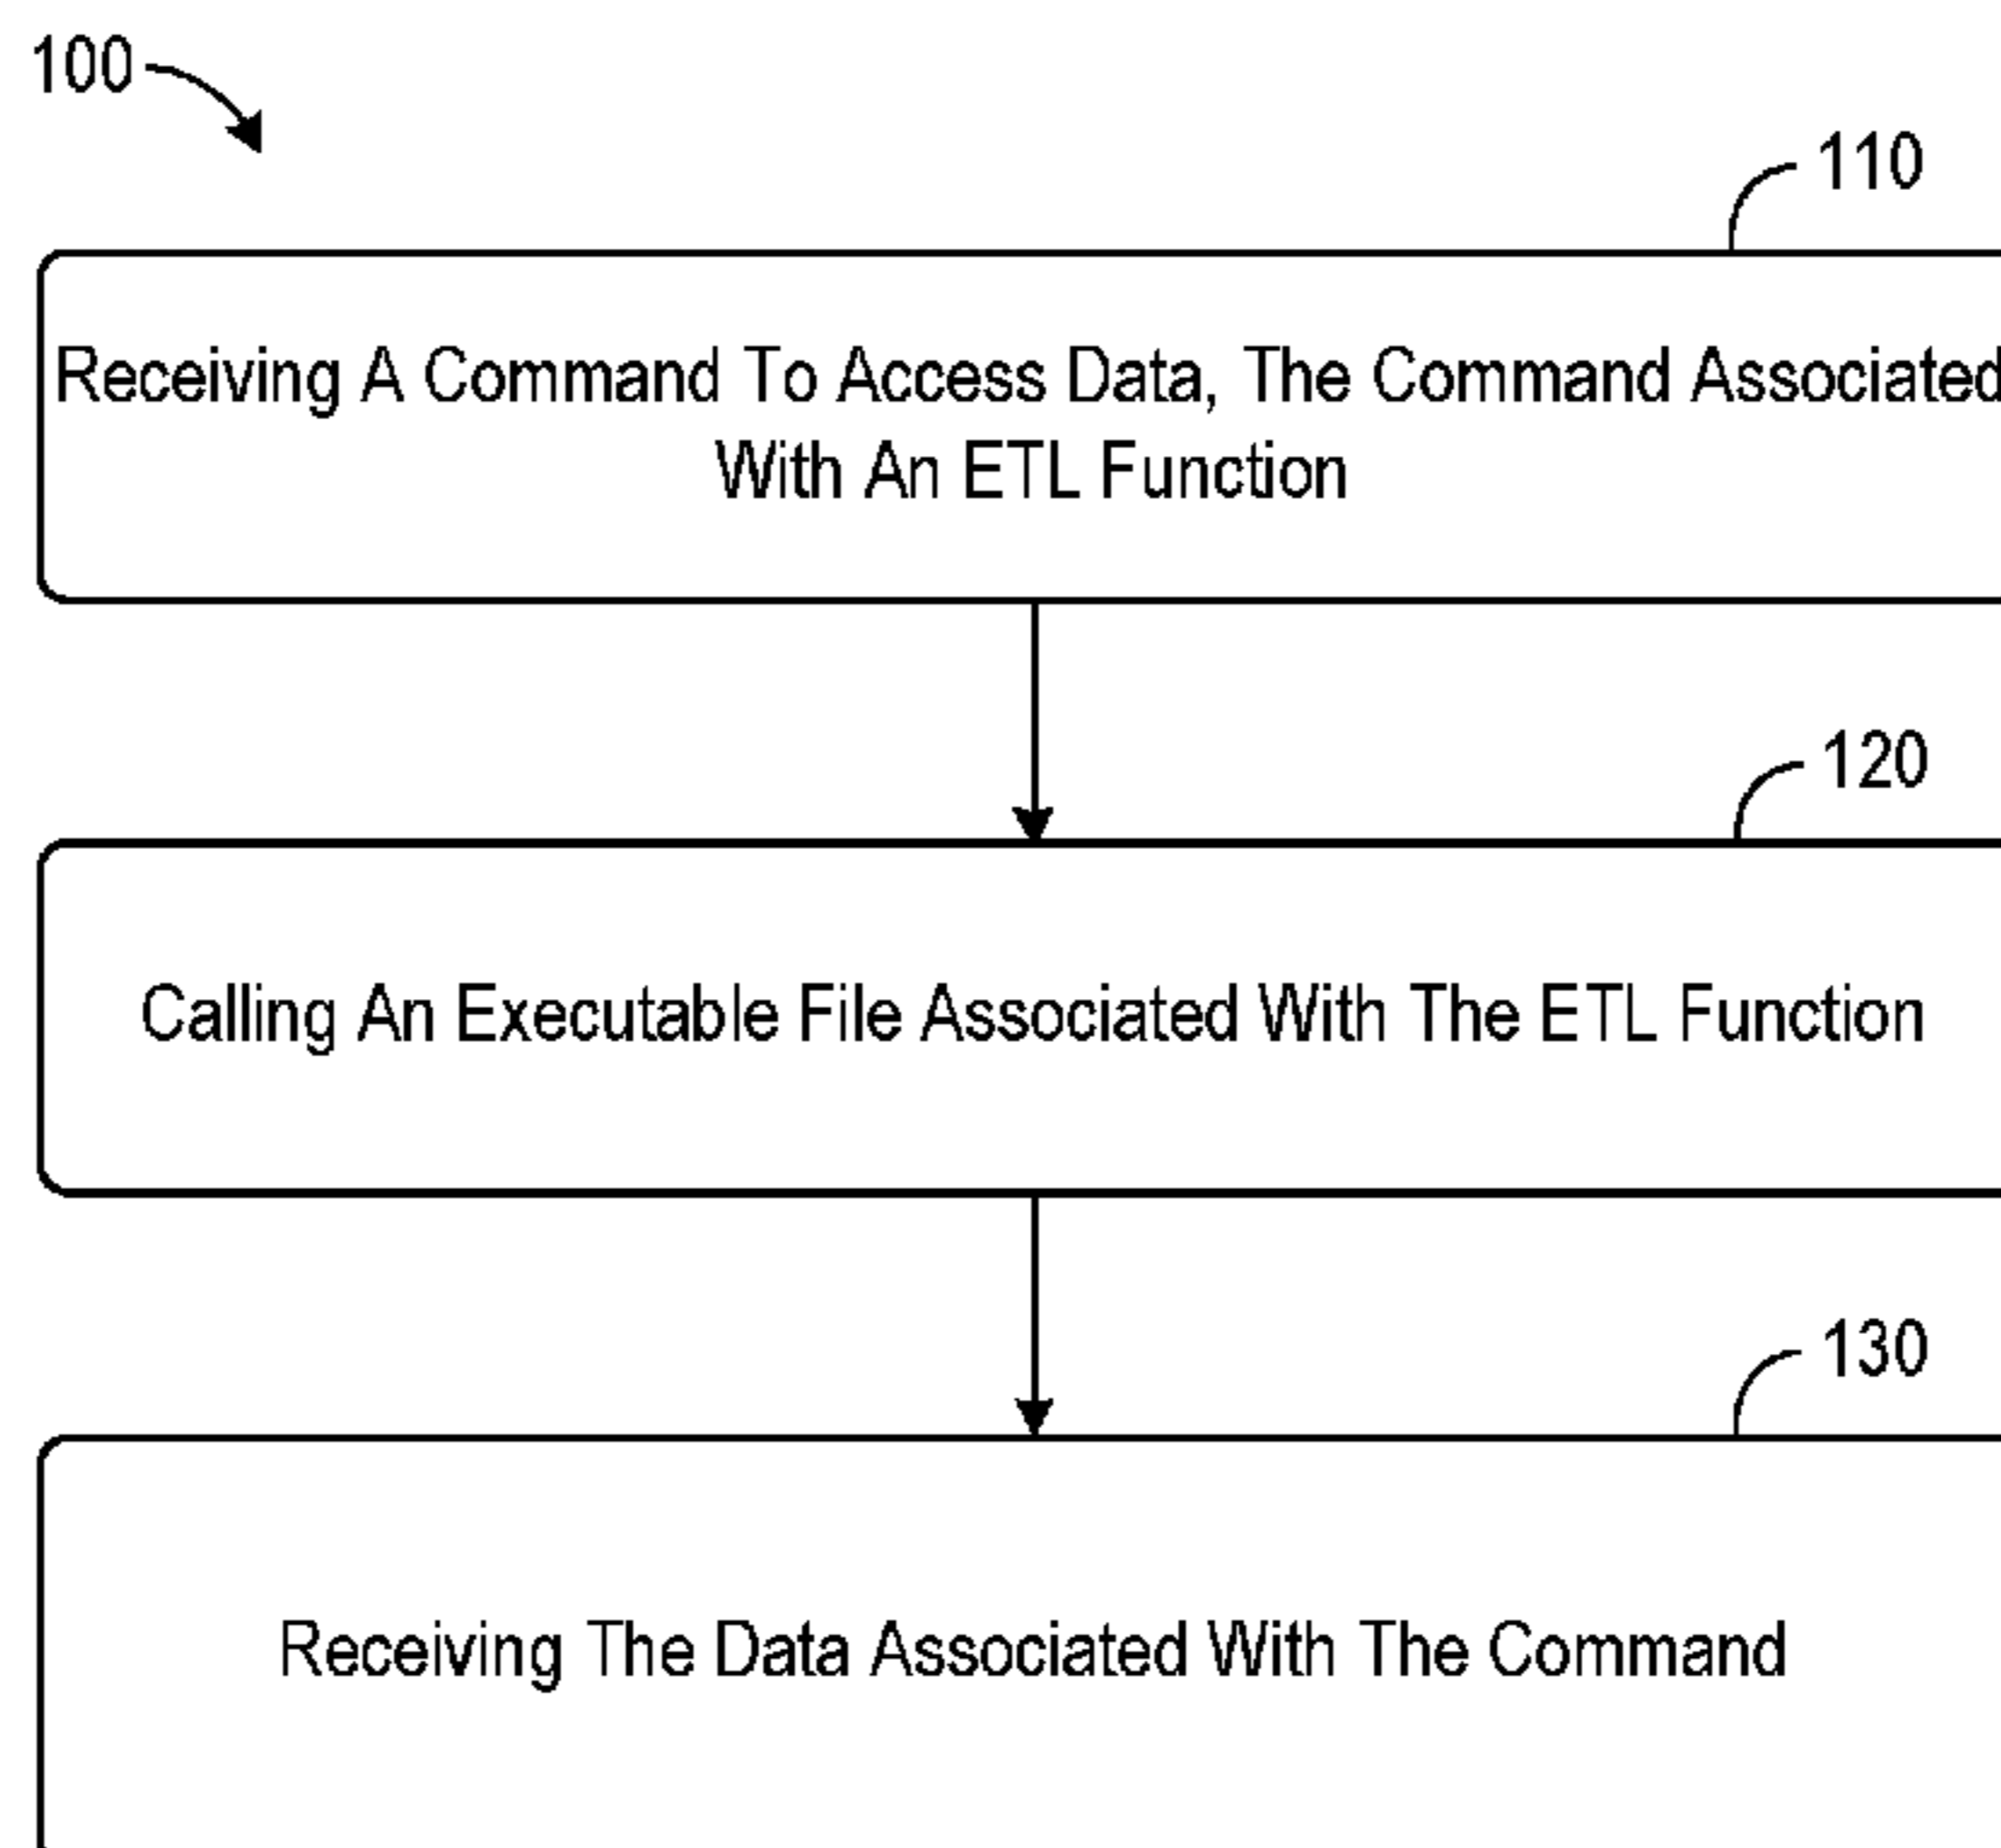 100
110
Receiving A Command To Access Data, The Command Associated
With An ETL Function
120
Calling An Executable File Associated With The ETL Function
130
Receiving The Data Associated With The Command